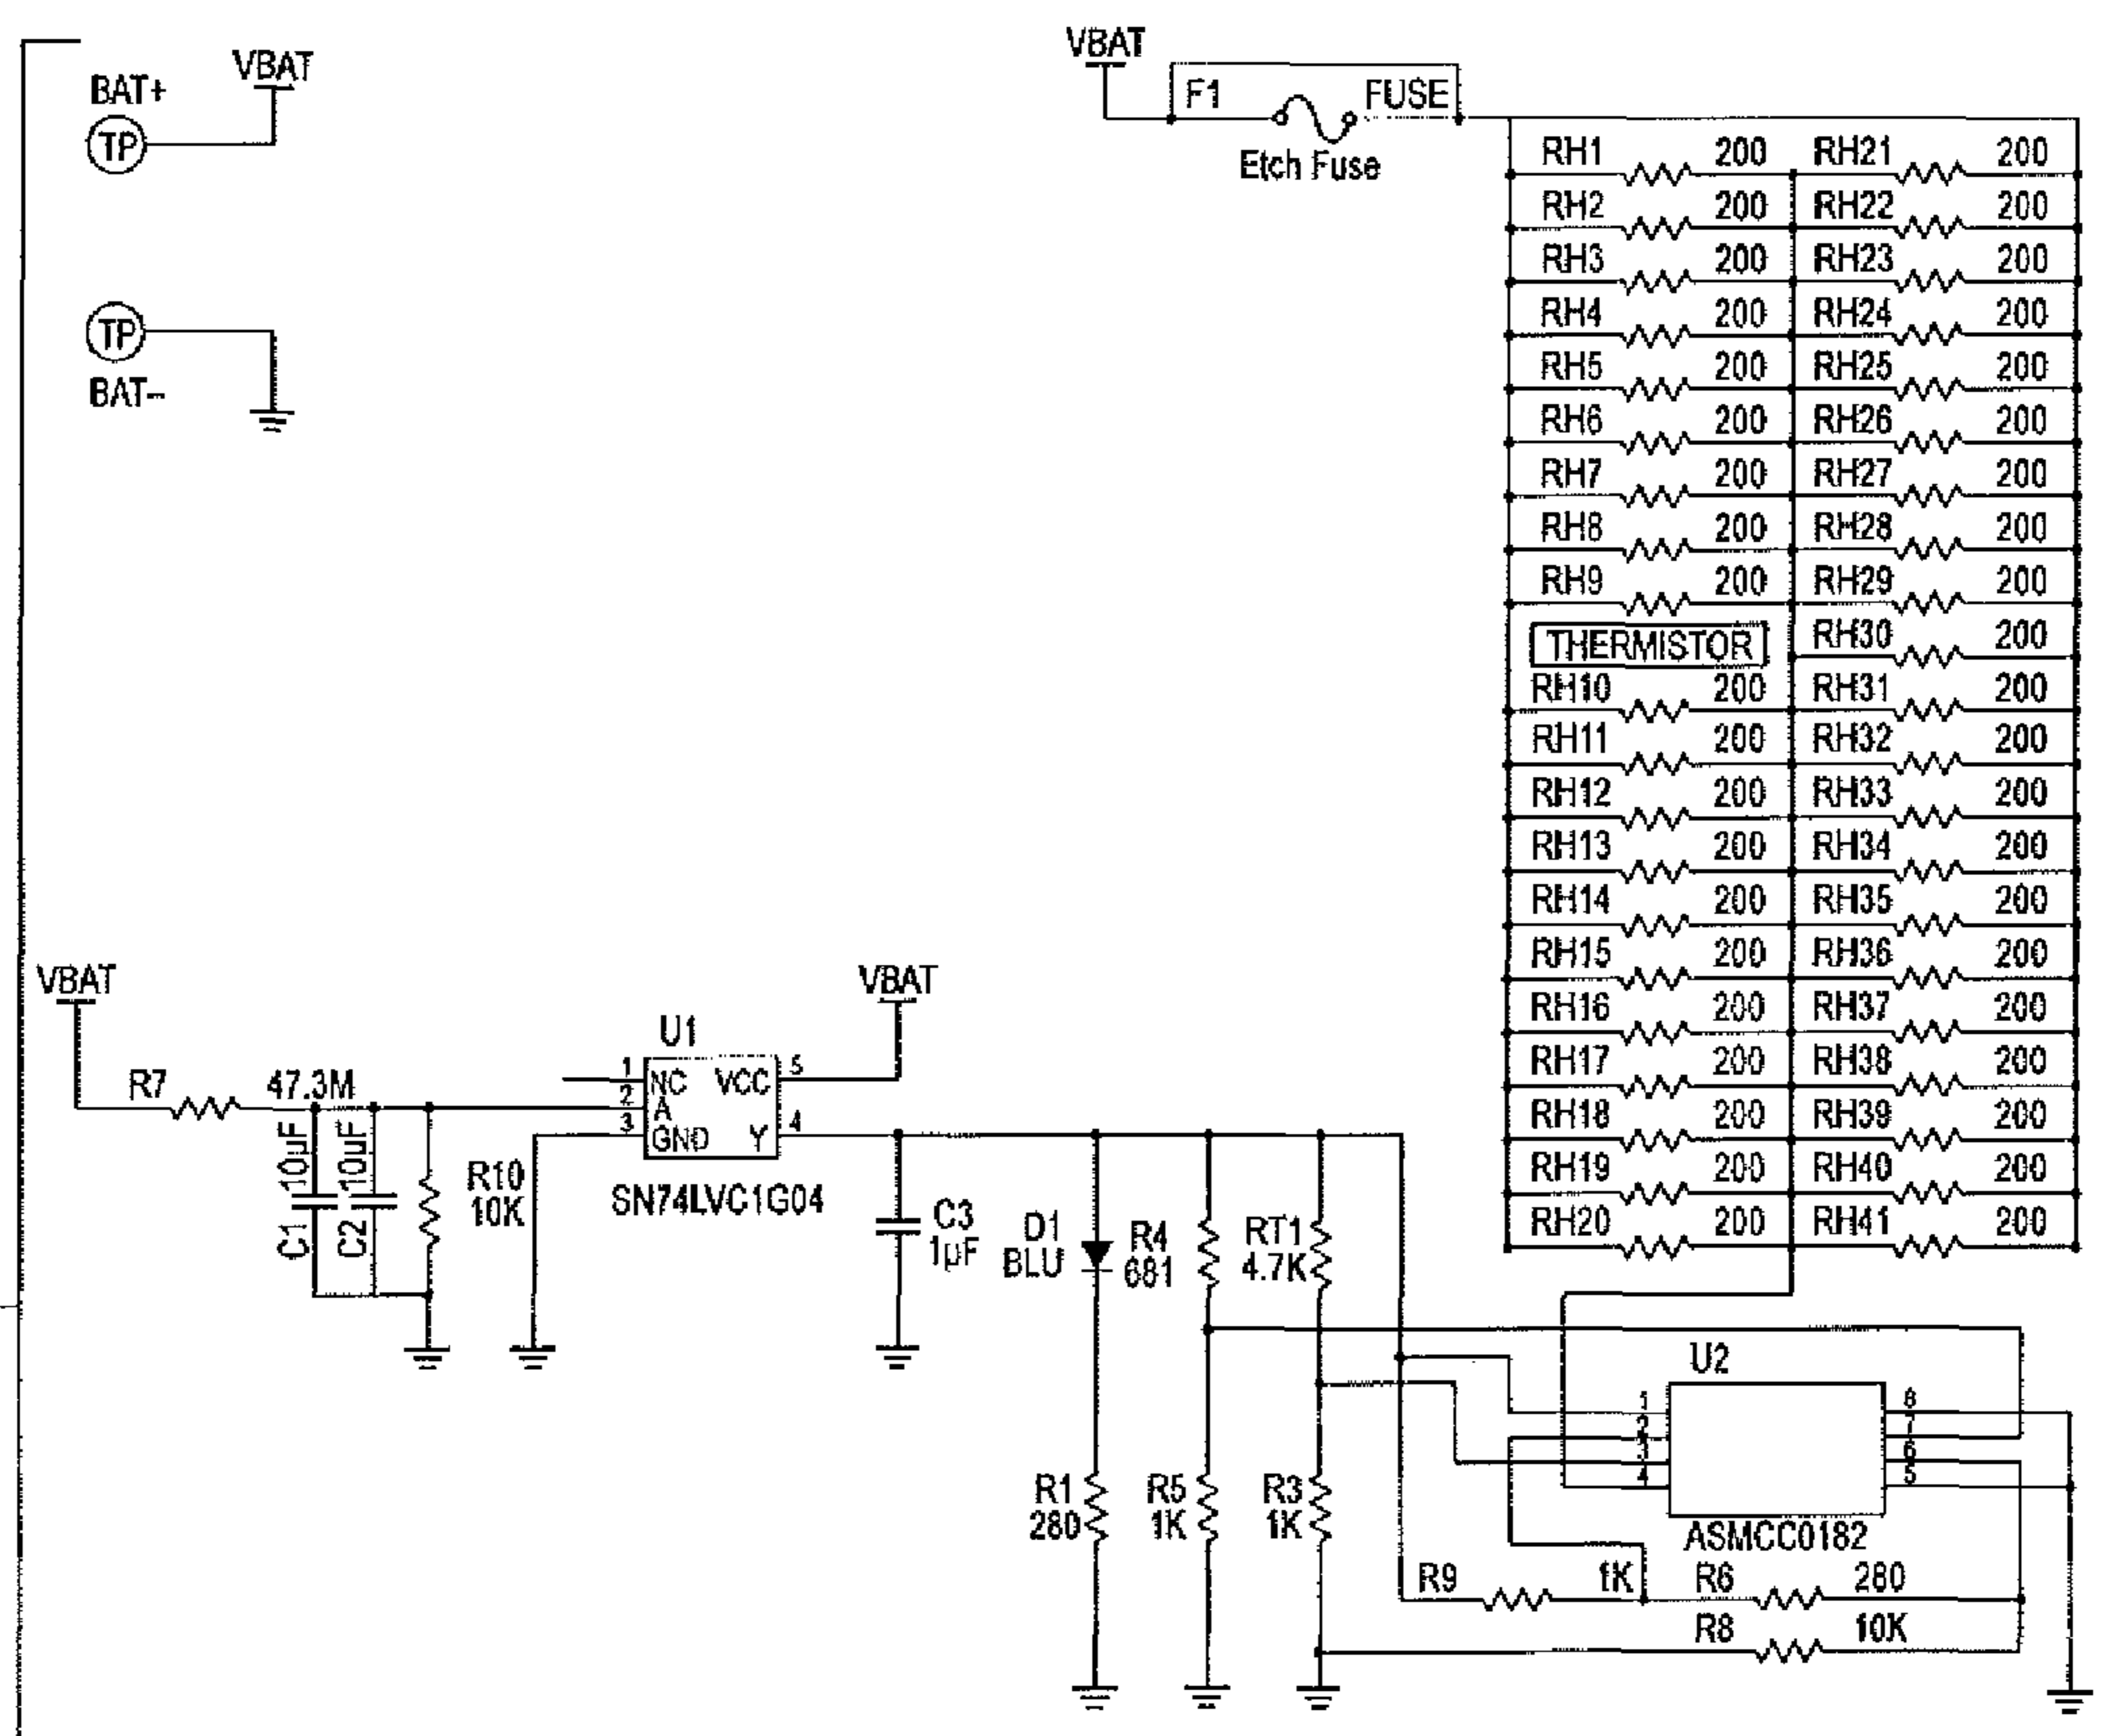 VBAT
BAT+
TP
TP
BAT-
VBAT
F1 FUSE
Etch Fuse
RH1 200 RH21 200
RH2 200 RH22 200
RH3 200 RH23 200
RH4 200 RH24 200
RH5 200 RH25 200
RH6 200 RH26 200
RH7 200 RH27 200
RH8 200 RH28 200
RH9 200 RH29 200
THERMISTOR RH30 200
RH10 200 RH31 200
RH11 200 RH32 200
RH12 200 RH33 200
RH13 200 RH34 200
RH14 200 RH35 200
RH15 200 RH36 200
RH16 200 RH37 200
RH17 200 RH38 200
RH18 200 RH39 200
RH19 200 RH40 200
RH20 200 RH41 200
VBAT
R7 47.3M
C1 10µF
C2 10µF
R10
10K
U1
1 NC VCC 5
2 A
3 GND Y 4
SN74LVC1G04
VBAT
C3
1µF
D1
BLU
R4
681
RT1
4.7K
R1
280
R5
1K
R3
1K
U2
1 8
2 7
3 6
4 5
ASMCC0182
R9 1K R6 280
R8 10K